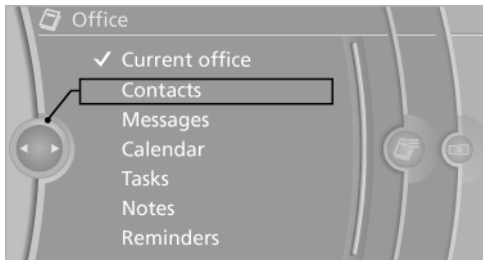 Office
Current office
Contacts
Messages
Calendar
Tasks
Notes
Reminders